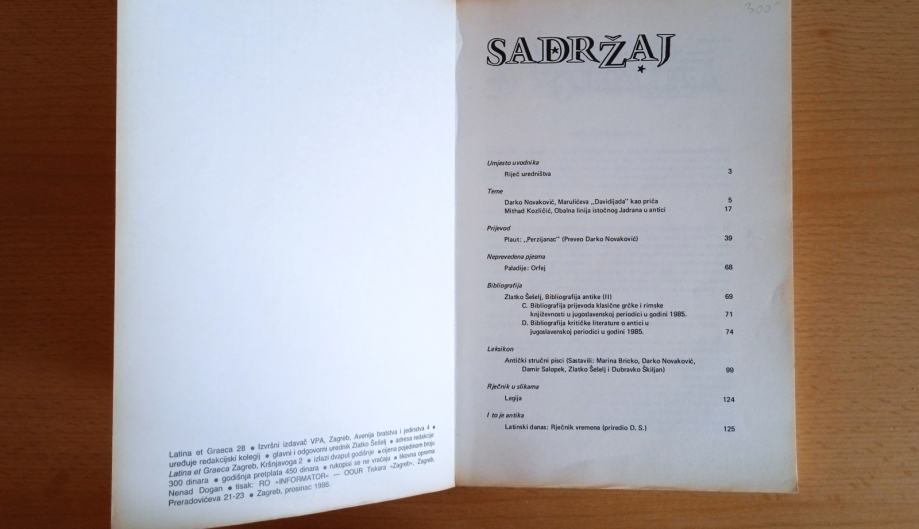 Latina et Graeca 28 • Izvršni izdavač VPA, Zagreb, Avenija bratstva i jedinstva 4 •
uređuje redakcijski kolegij • glavni i odgovorni urednik Zlatko Šešelj • adresa redakcije
Latina et Graeca Zagreb, Kršnjavoga 2 • izlazi dvaput godišnje • cijena pojedinom broju
300 dinara • godišnja pretplata 450 dinara • rukopisi se ne vraćaju • likovna oprema
Nenad Dogan • tisak: RO »INFORMATOR« — OOUR Tiskara »Zagreb«, Zagreb,
Preradovićeva 21-23 • Zagreb, prosinac 1986.
300
SADRŽAJ
Umjesto uvodnika
Riječ uredništva 3
Teme
Darko Novaković, Marulićeva „Davidijada" kao priča 5
Mithad Kozličić, Obalna linija istočnog Jadrana u antici 17
Prijevod
Plaut: „Perzijanac" (Preveo Darko Novaković) 39
Neprevedena pjesma
Paladije: Orfej 68
Bibliografija
Zlatko Šešelj, Bibliografija antike (II) 69
C. Bibliografija prijevoda klasične grčke i rimske
književnosti u jugoslavenskoj periodici u godini 1985. 71
D. Bibliografija kritičke literature o antici u
jugoslavenskoj periodici u godini 1985. 74
Leksikon
Antički stručni pisci (Sastavili: Marina Bricko, Darko Novaković,
Damir Salopek, Zlatko Šešelj i Dubravko Škiljan) 99
Rječnik u slikama
Legija 124
I to je antika
Latinski danas: Rječnik vremena (priredio D. S.) 125